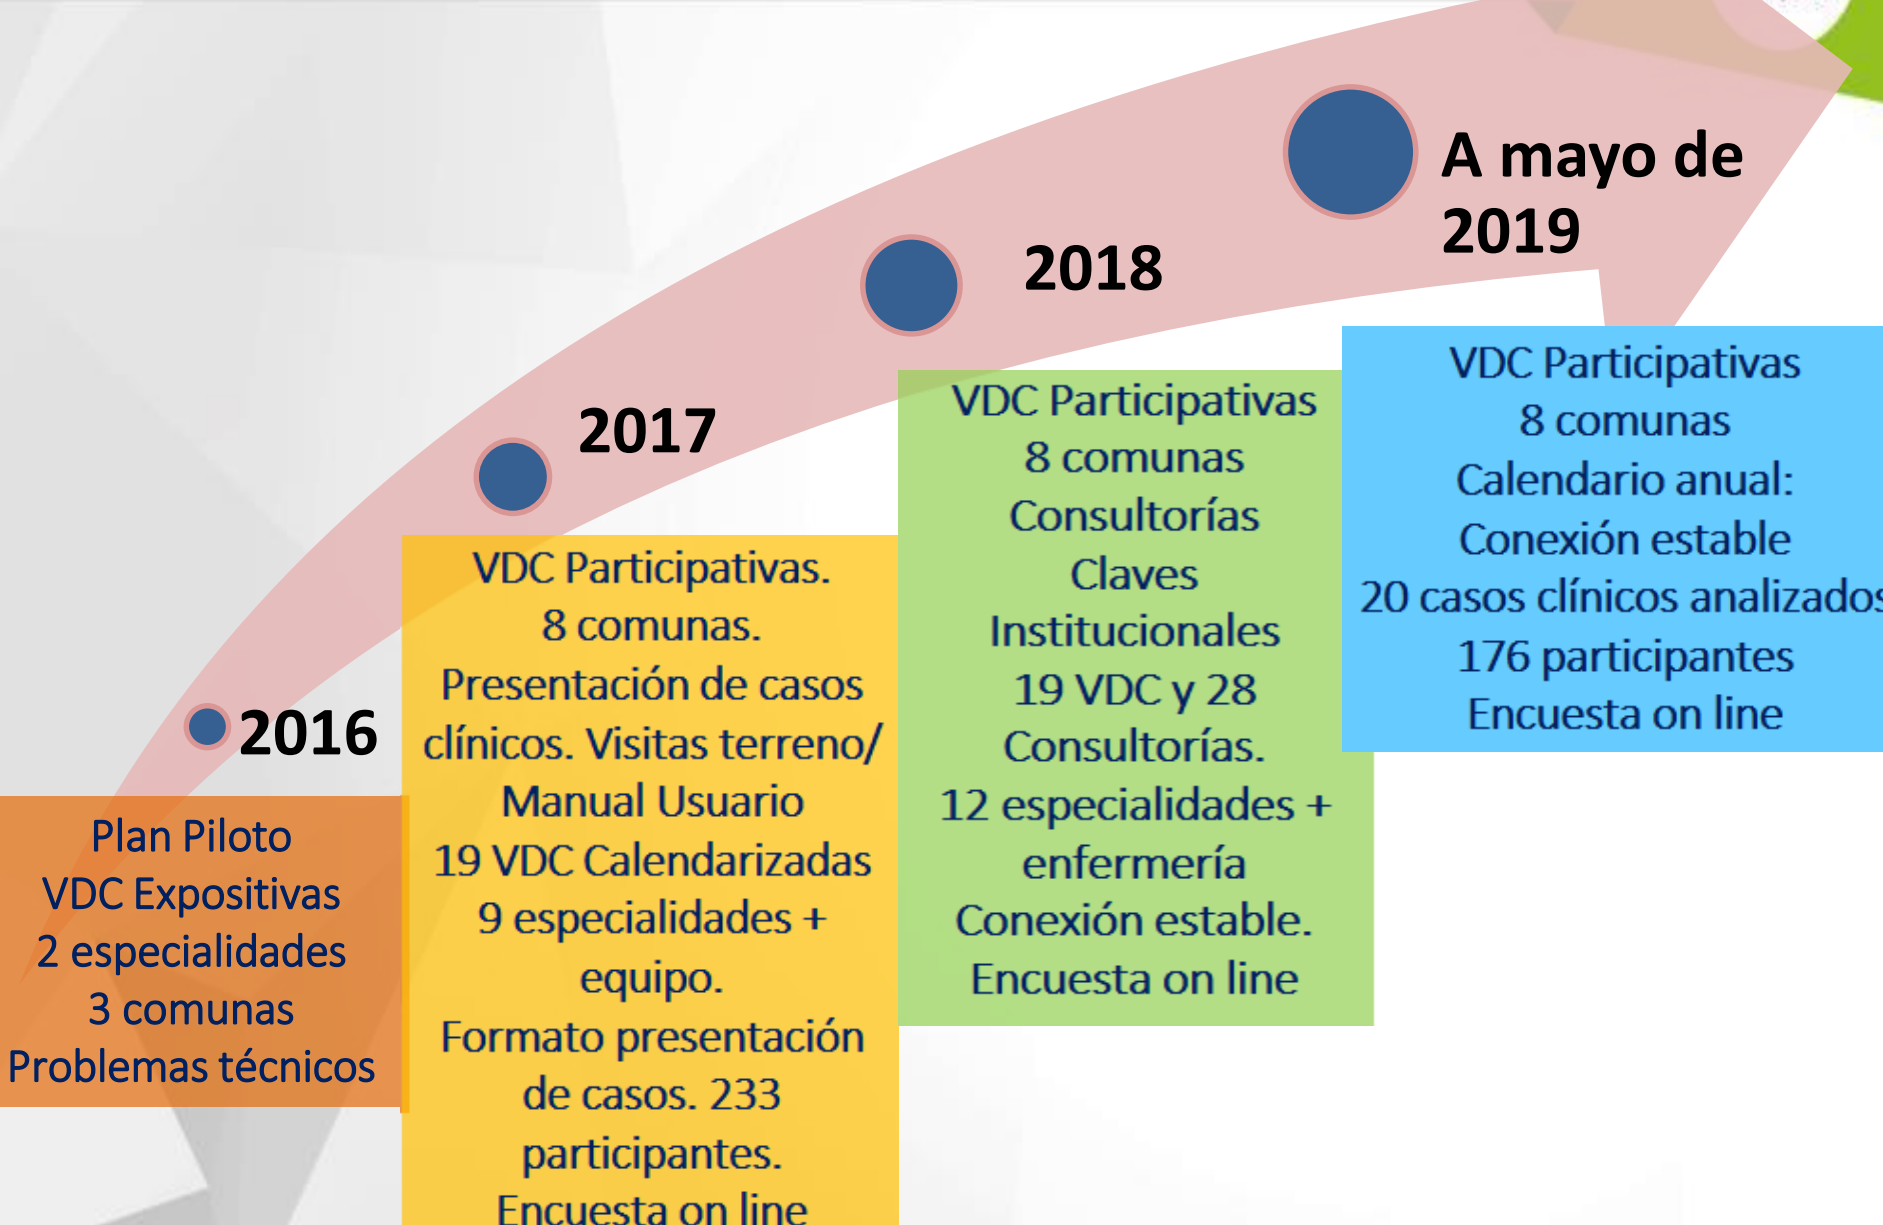 2016
Plan Piloto
VDC Expositivas
2 especialidades
3 comunas
Problemas técnicos
2017
VDC Participativas.
8 comunas.
Presentación de casos
clínicos. Visitas terreno/
Manual Usuario
19 VDC Calendarizadas
9 especialidades +
equipo.
Formato presentación
de casos. 233
participantes.
Encuesta on line
2018
VDC Participativas
8 comunas
Consultorías
Claves
Institucionales
19 VDC y 28
Consultorías.
12 especialidades +
enfermería
Conexión estable.
Encuesta on line
A mayo de
2019
VDC Participativas
8 comunas
Calendario anual:
Conexión estable
20 casos clínicos analizados
176 participantes
Encuesta on line